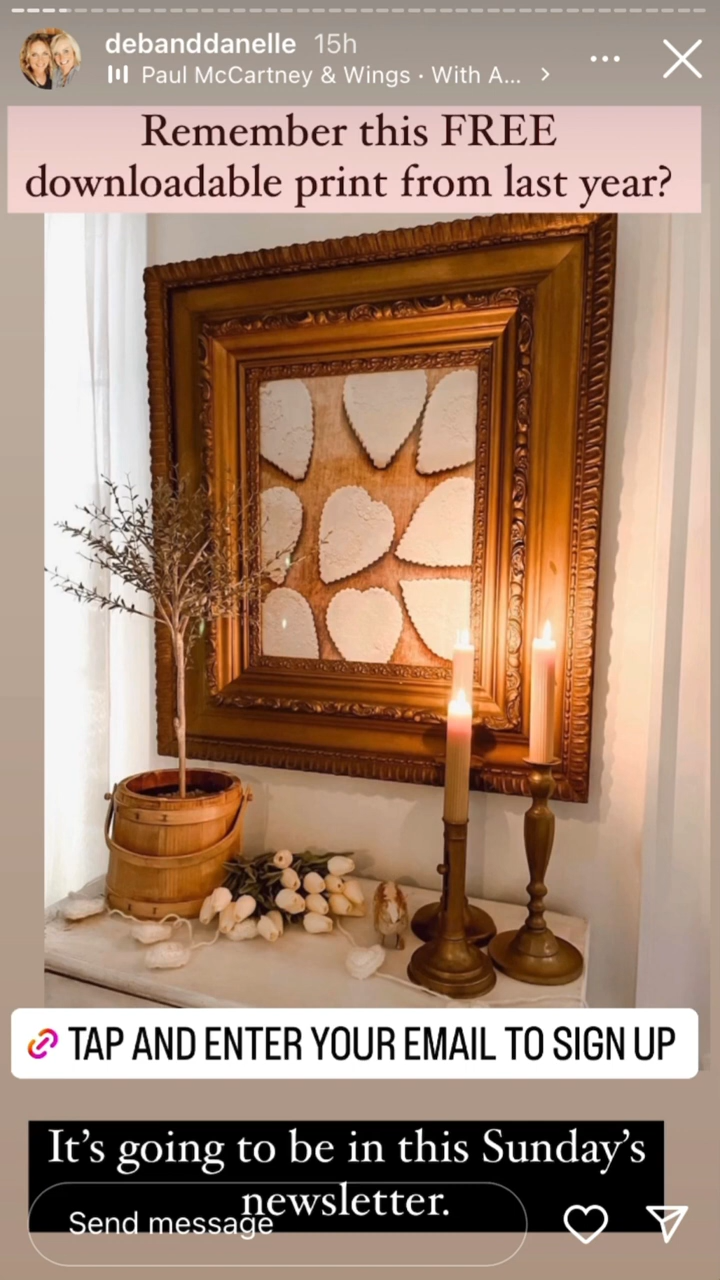 debanddanelle 15h
Paul McCartney & Wings · With A... >
Remember this FREE
downloadable print from last year?
TAP AND ENTER YOUR EMAIL TO SIGN UP
It's going to be in this Sunday's
newsletter.
Send message